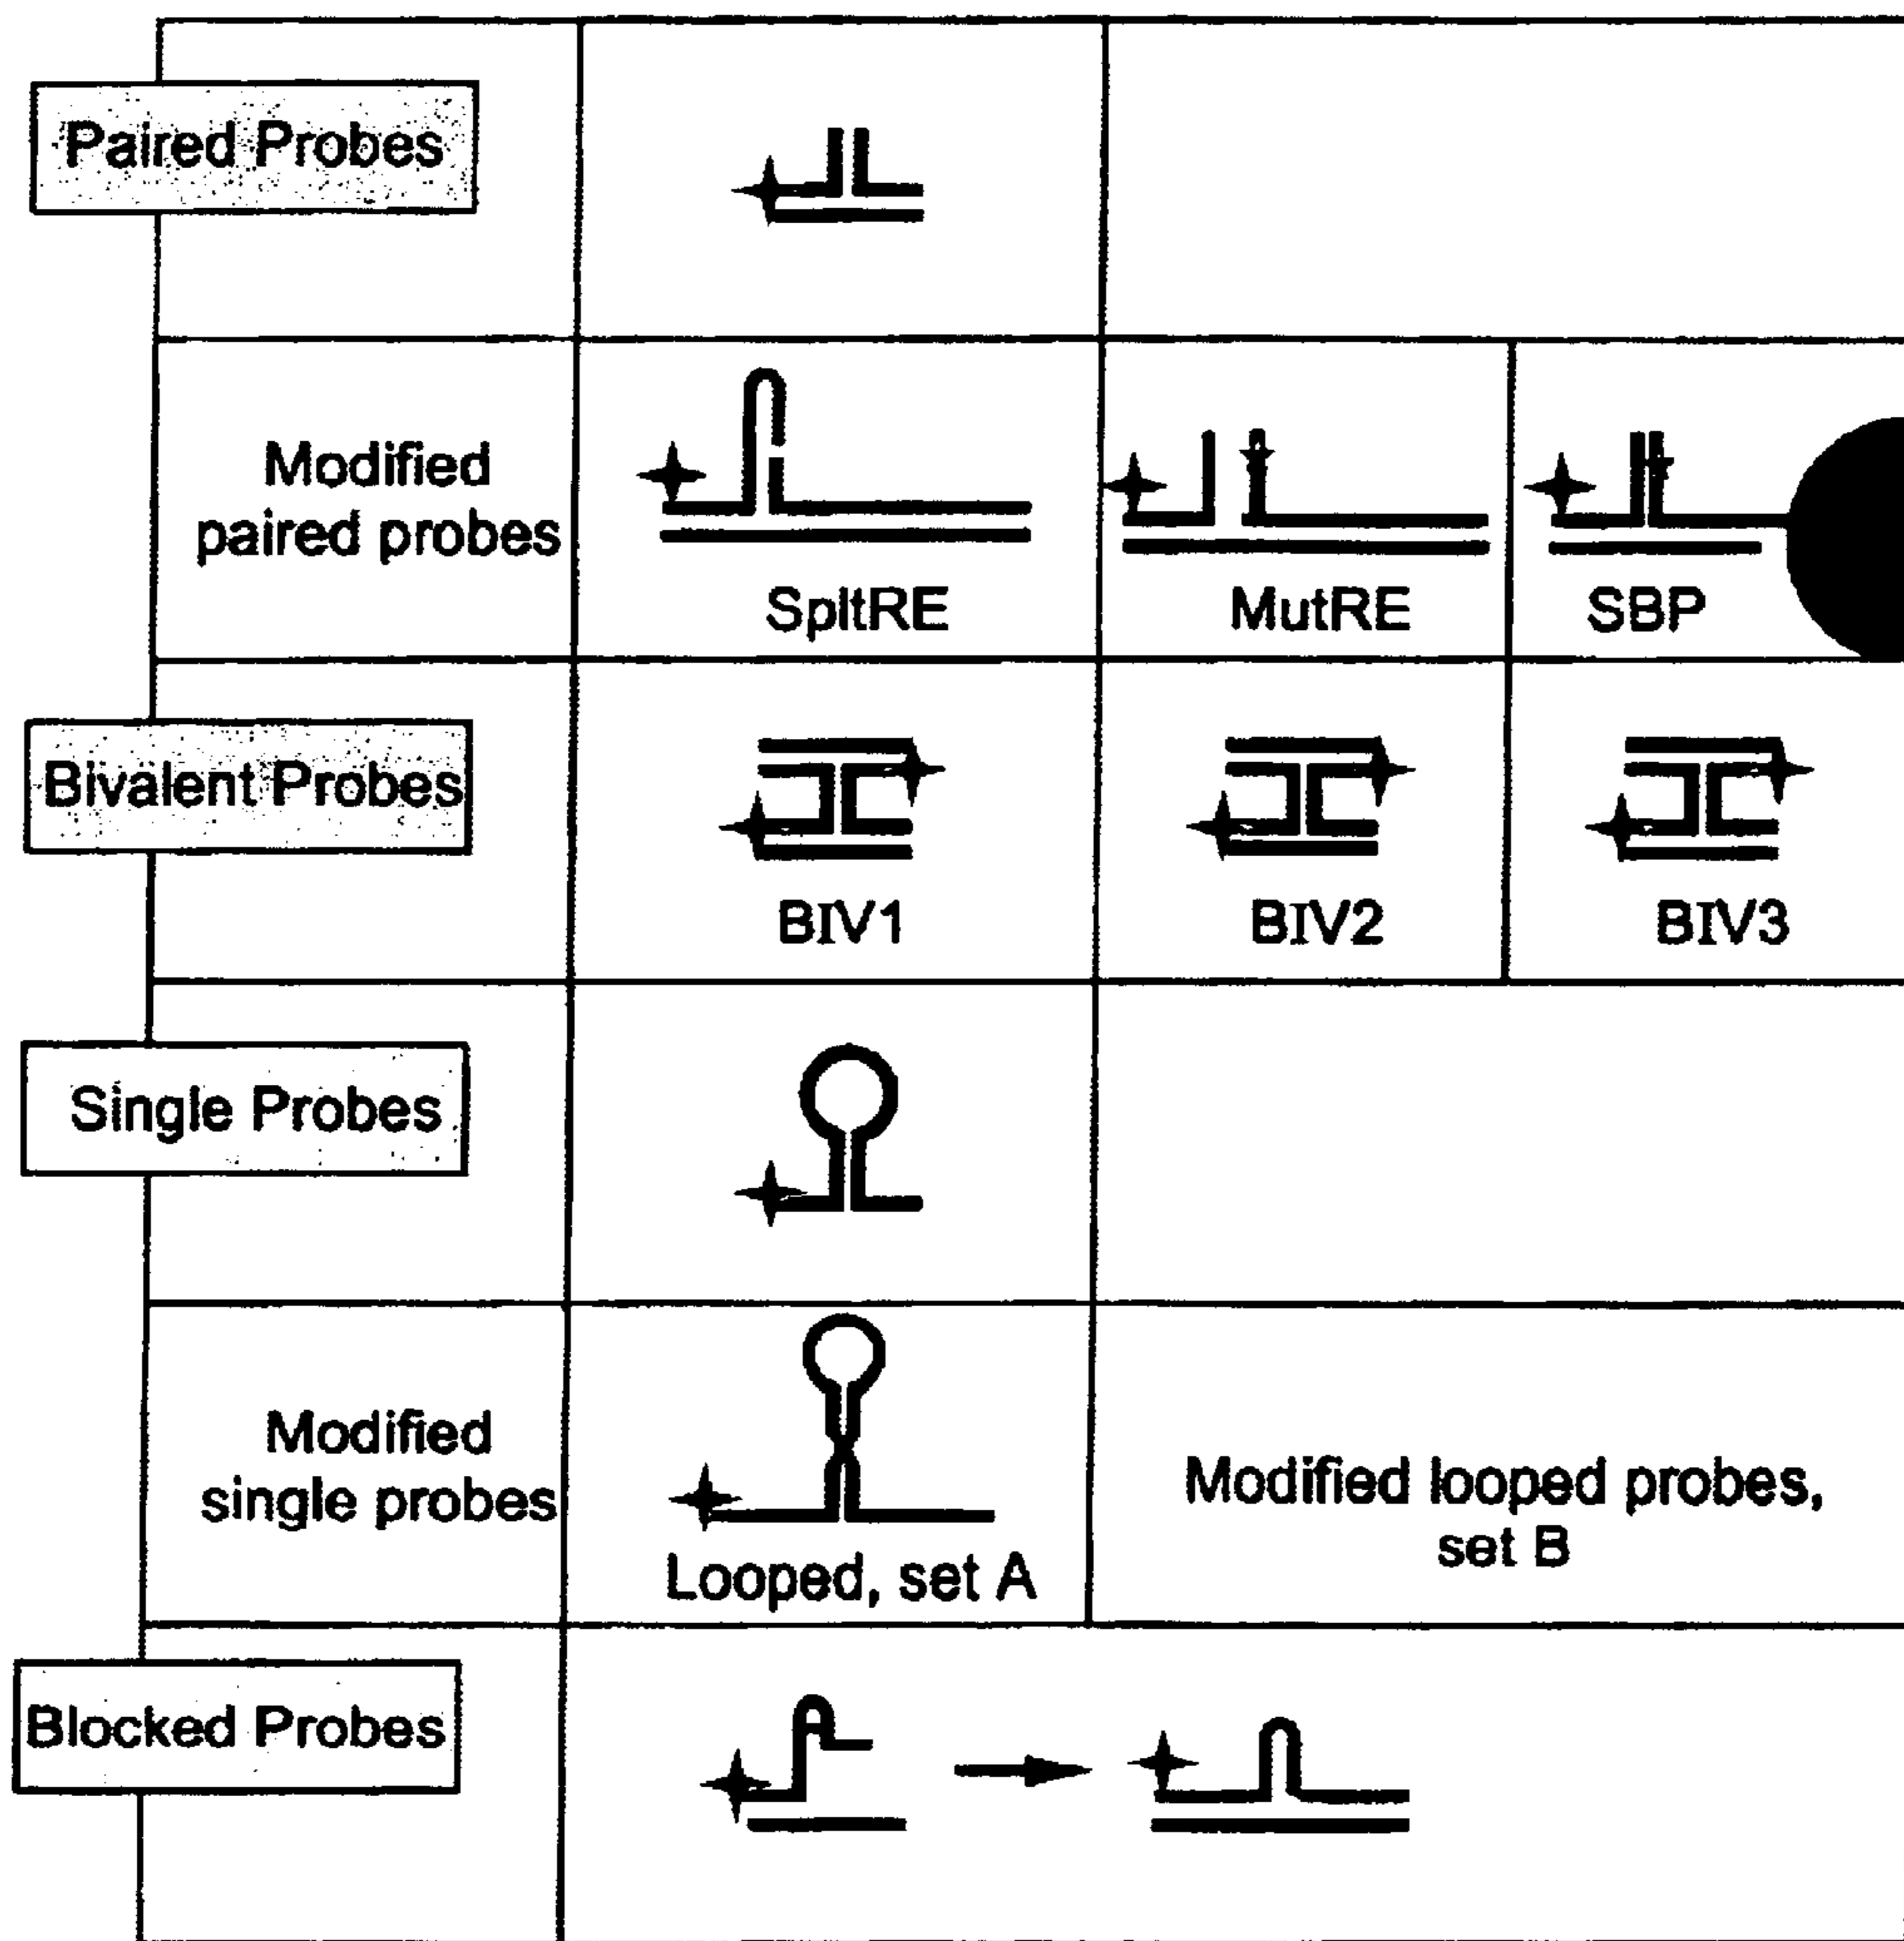 Paired Probes
Modified
paired probes
SpltRE
MutRE
SBP
Bivalent Probes
BIV1
BIV2
BIV3
Single Probes
Modified
single probes
Looped, set A
Modified looped probes,
set B
Blocked Probes